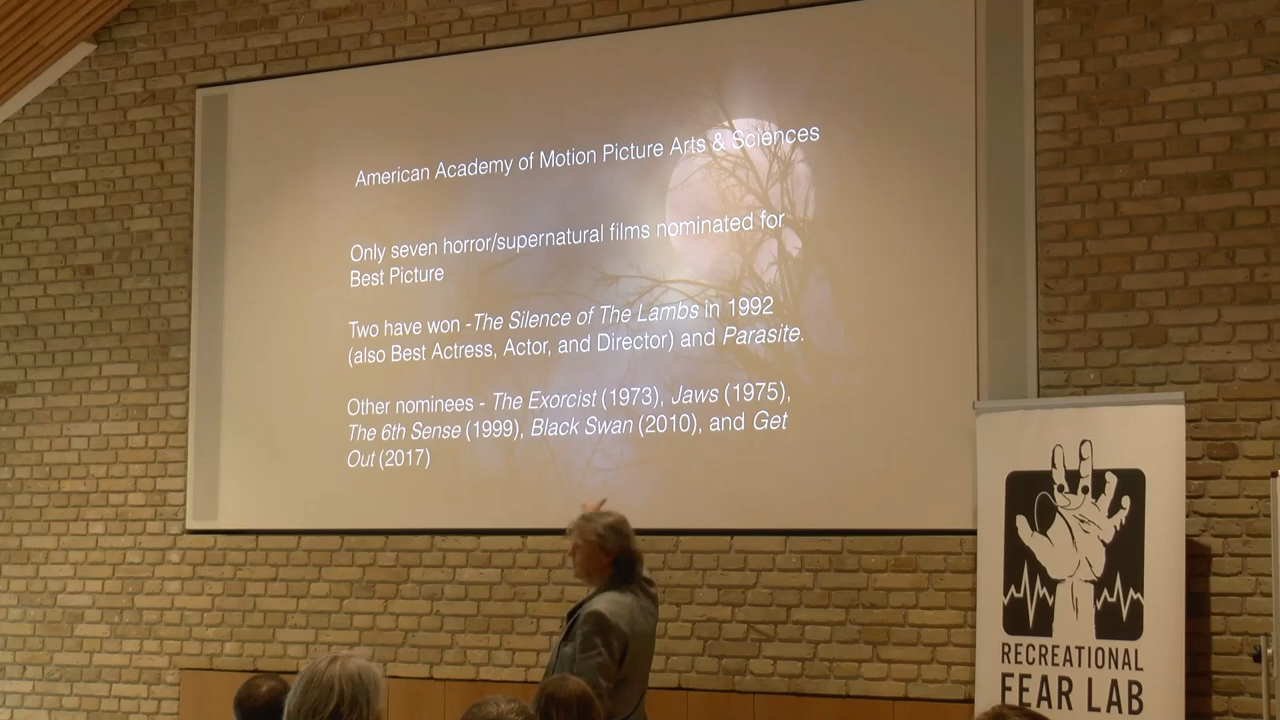 American Academy of Motion Picture Arts & Sciences
Only seven horror/supernatural films nominated for
Best Picture
Two have won -The Silence of The Lambs in 1992
(also Best Actress, Actor, and Director) and Parasite.
Other nominees - The Exorcist (1973), Jaws (1975),
The 6th Sense (1999), Black Swan (2010), and Get
Out (2017)
RECREATIONAL
FEAR LAB